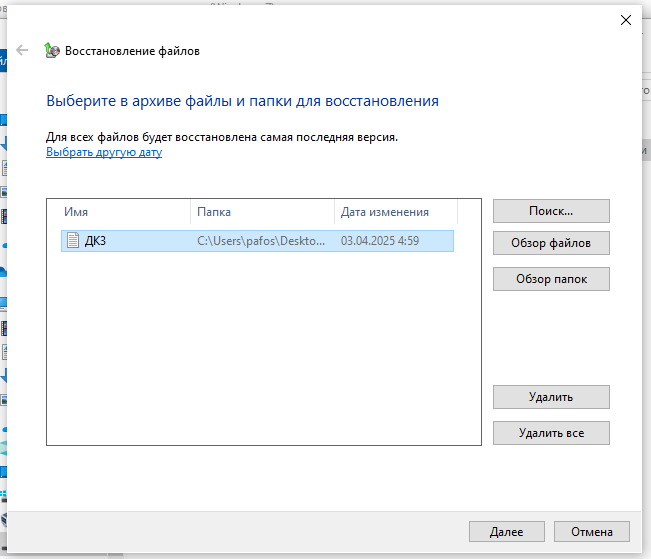 Восстановление файлов
Выберите в архиве файлы и папки для восстановления
Для всех файлов будет восстановлена самая последняя версия.
Выбрать другую дату
Имя Папка Дата изменения
ДКЗ C:\Users\pafos\Deskto... 03.04.2025 4:59
Поиск...
Обзор файлов
Обзор папок
Удалить
Удалить все
Далее Отмена